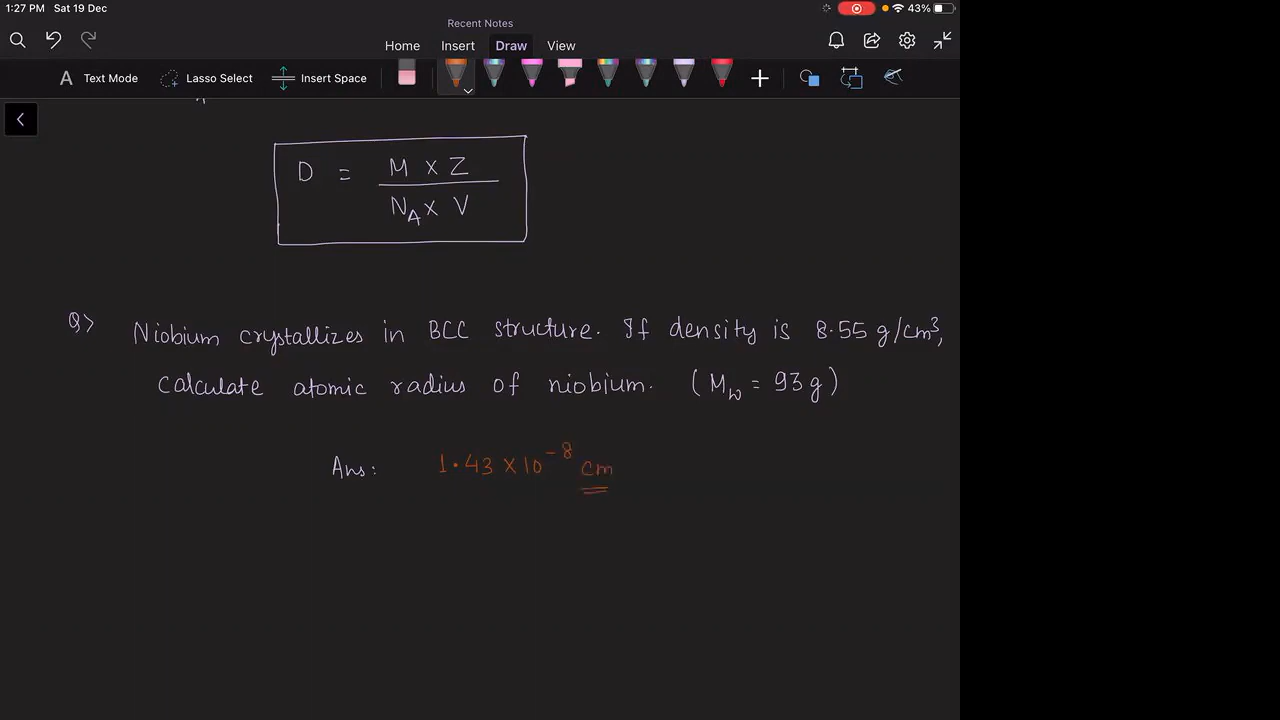 1:27 PM Sat 19 Dec
43%
Recent Notes
Home Insert Draw View
A Text Mode Lasso Select Insert Space
D = M X Z
N_A X V
Q> Niobium crystallizes in BCC structure. If density is 8.55 g/cm³,
calculate atomic radius of niobium. (Mw = 93 g)
Ans: 1.43 X 10⁻⁸ cm